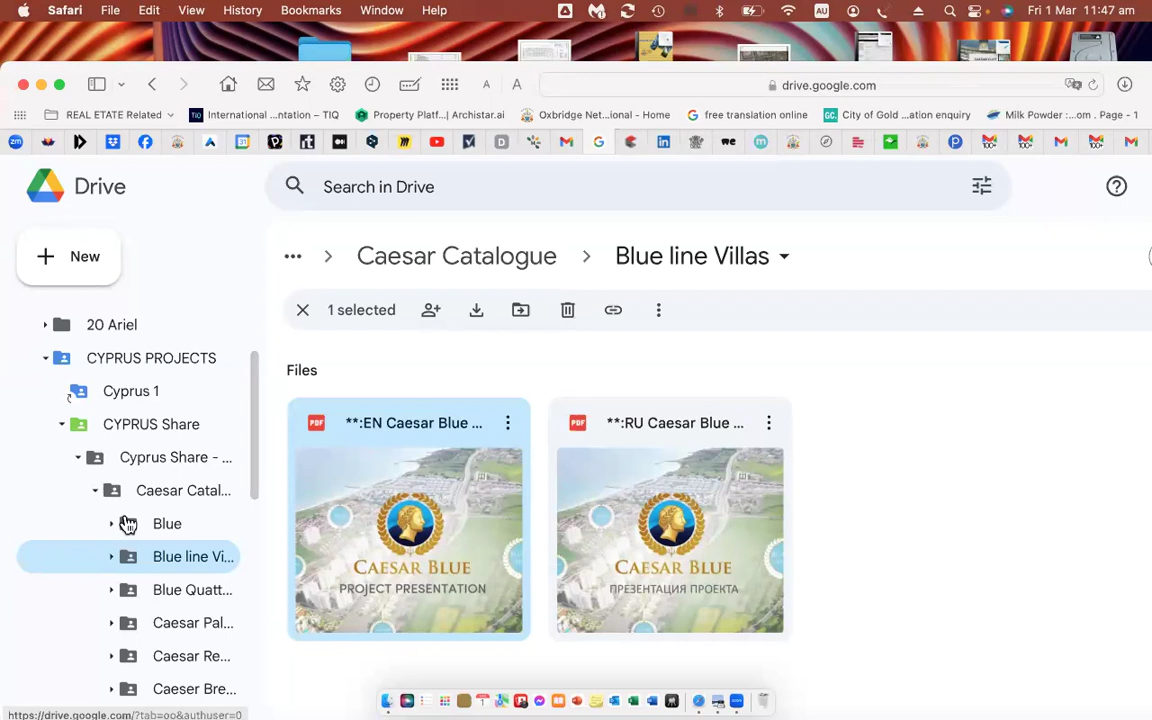 Safari File Edit View History Bookmarks Window Help AU Fri 1 Mar 11:47 am
A A drive.google.com
REAL ETATE Related TIQ International ...ntation – TIQ Property Platf...| Archistar.ai Oxbridge Net...ional - Home G free translation online GC. City of Gold ...ation enquiry Milk Powder :...om . Page - 1
Drive
Search in Drive
New
... > Caesar Catalogue > Blue line Villas
1 selected
20 Ariel
CYPRUS PROJECTS
Cyprus 1
CYPRUS Share
Cyprus Share - ...
Caesar Catal...
Blue
Blue line Vi...
Blue Quatt...
Caesar Pal...
Caesar Re...
Caeser Bre...
Files
PDF **:EN Caesar Blue ...
CAESAR BLUE
PROJECT PRESENTATION
PDF **:RU Caesar Blue ...
CAESAR BLUE
ПРЕЗЕНТАЦИЯ ПРОЕКТА
https://drive.google.com/?tab=oo&authuser=0